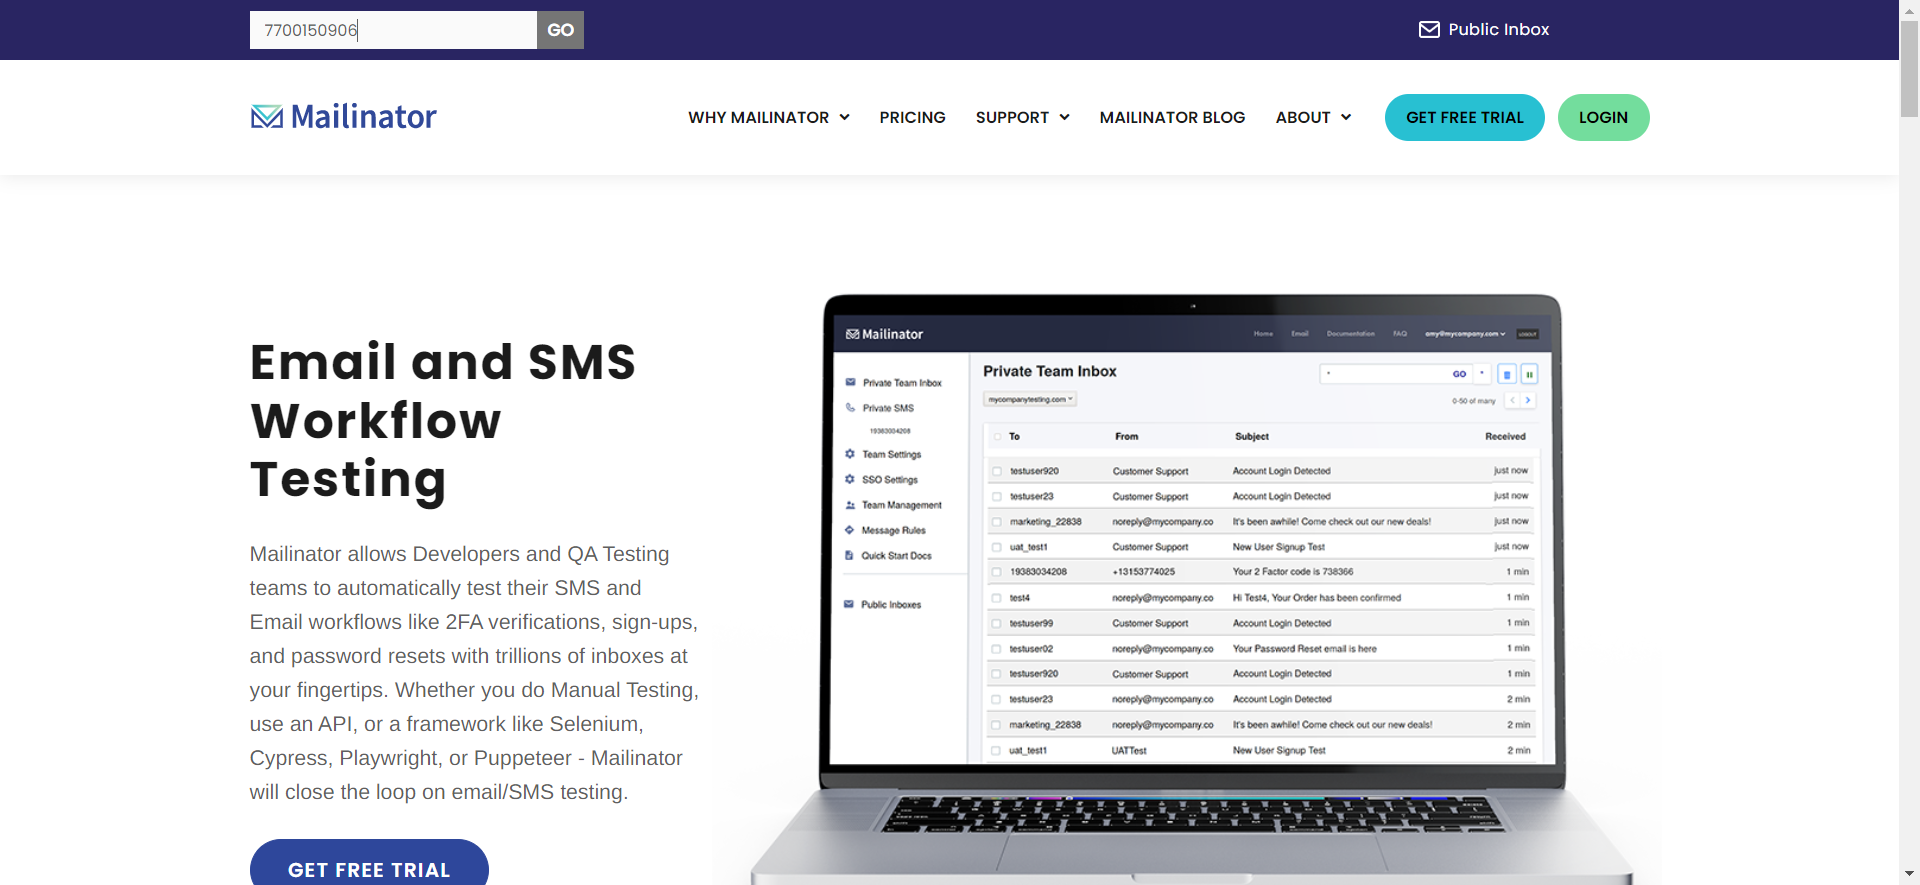 7700150906
GO
Public Inbox
Mailinator
WHY MAILINATOR
PRICING
SUPPORT
MAILINATOR BLOG
ABOUT
GET FREE TRIAL
LOGIN
Email and SMS
Workflow
Testing
Mailinator allows Developers and QA Testing
teams to automatically test their SMS and
Email workflows like 2FA verifications, sign-ups,
and password resets with trillions of inboxes at
your fingertips. Whether you do Manual Testing,
use an API, or a framework like Selenium,
Cypress, Playwright, or Puppeteer - Mailinator
will close the loop on email/SMS testing.
GET FREE TRIAL
Mailinator
Home Email Documentation FAQ amy@mycompany.com LOGOUT
Private Team Inbox
Private SMS
19383004208
Team Settings
SSO Settings
Team Management
Message Rules
Quick Start Docs
Public Inboxes
Private Team Inbox
* GO *
mycompanytesting.com
0-50 of many
To From Subject Received
testuser920 Customer Support Account Login Detected just now
testuser23 Customer Support Account Login Detected just now
marketing_22838 noreply@mycompany.co It's been awhile! Come check out our new deals! just now
uat_test1 Customer Support New User Signup Test just now
19383034208 +13153774025 Your 2 Factor code is 738366 1 min
test4 noreply@mycompany.co Hi Test4, Your Order has been confirmed 1 min
testuser99 Customer Support Account Login Detected 1 min
testuser02 noreply@mycompany.co Your Password Reset email is here 1 min
testuser920 Customer Support Account Login Detected 1 min
testuser23 noreply@mycompany.co Account Login Detected 2 min
marketing_22838 noreply@mycompany.co It's been awhile! Come check out our new deals! 2 min
uat_test1 UATTest New User Signup Test 2 min